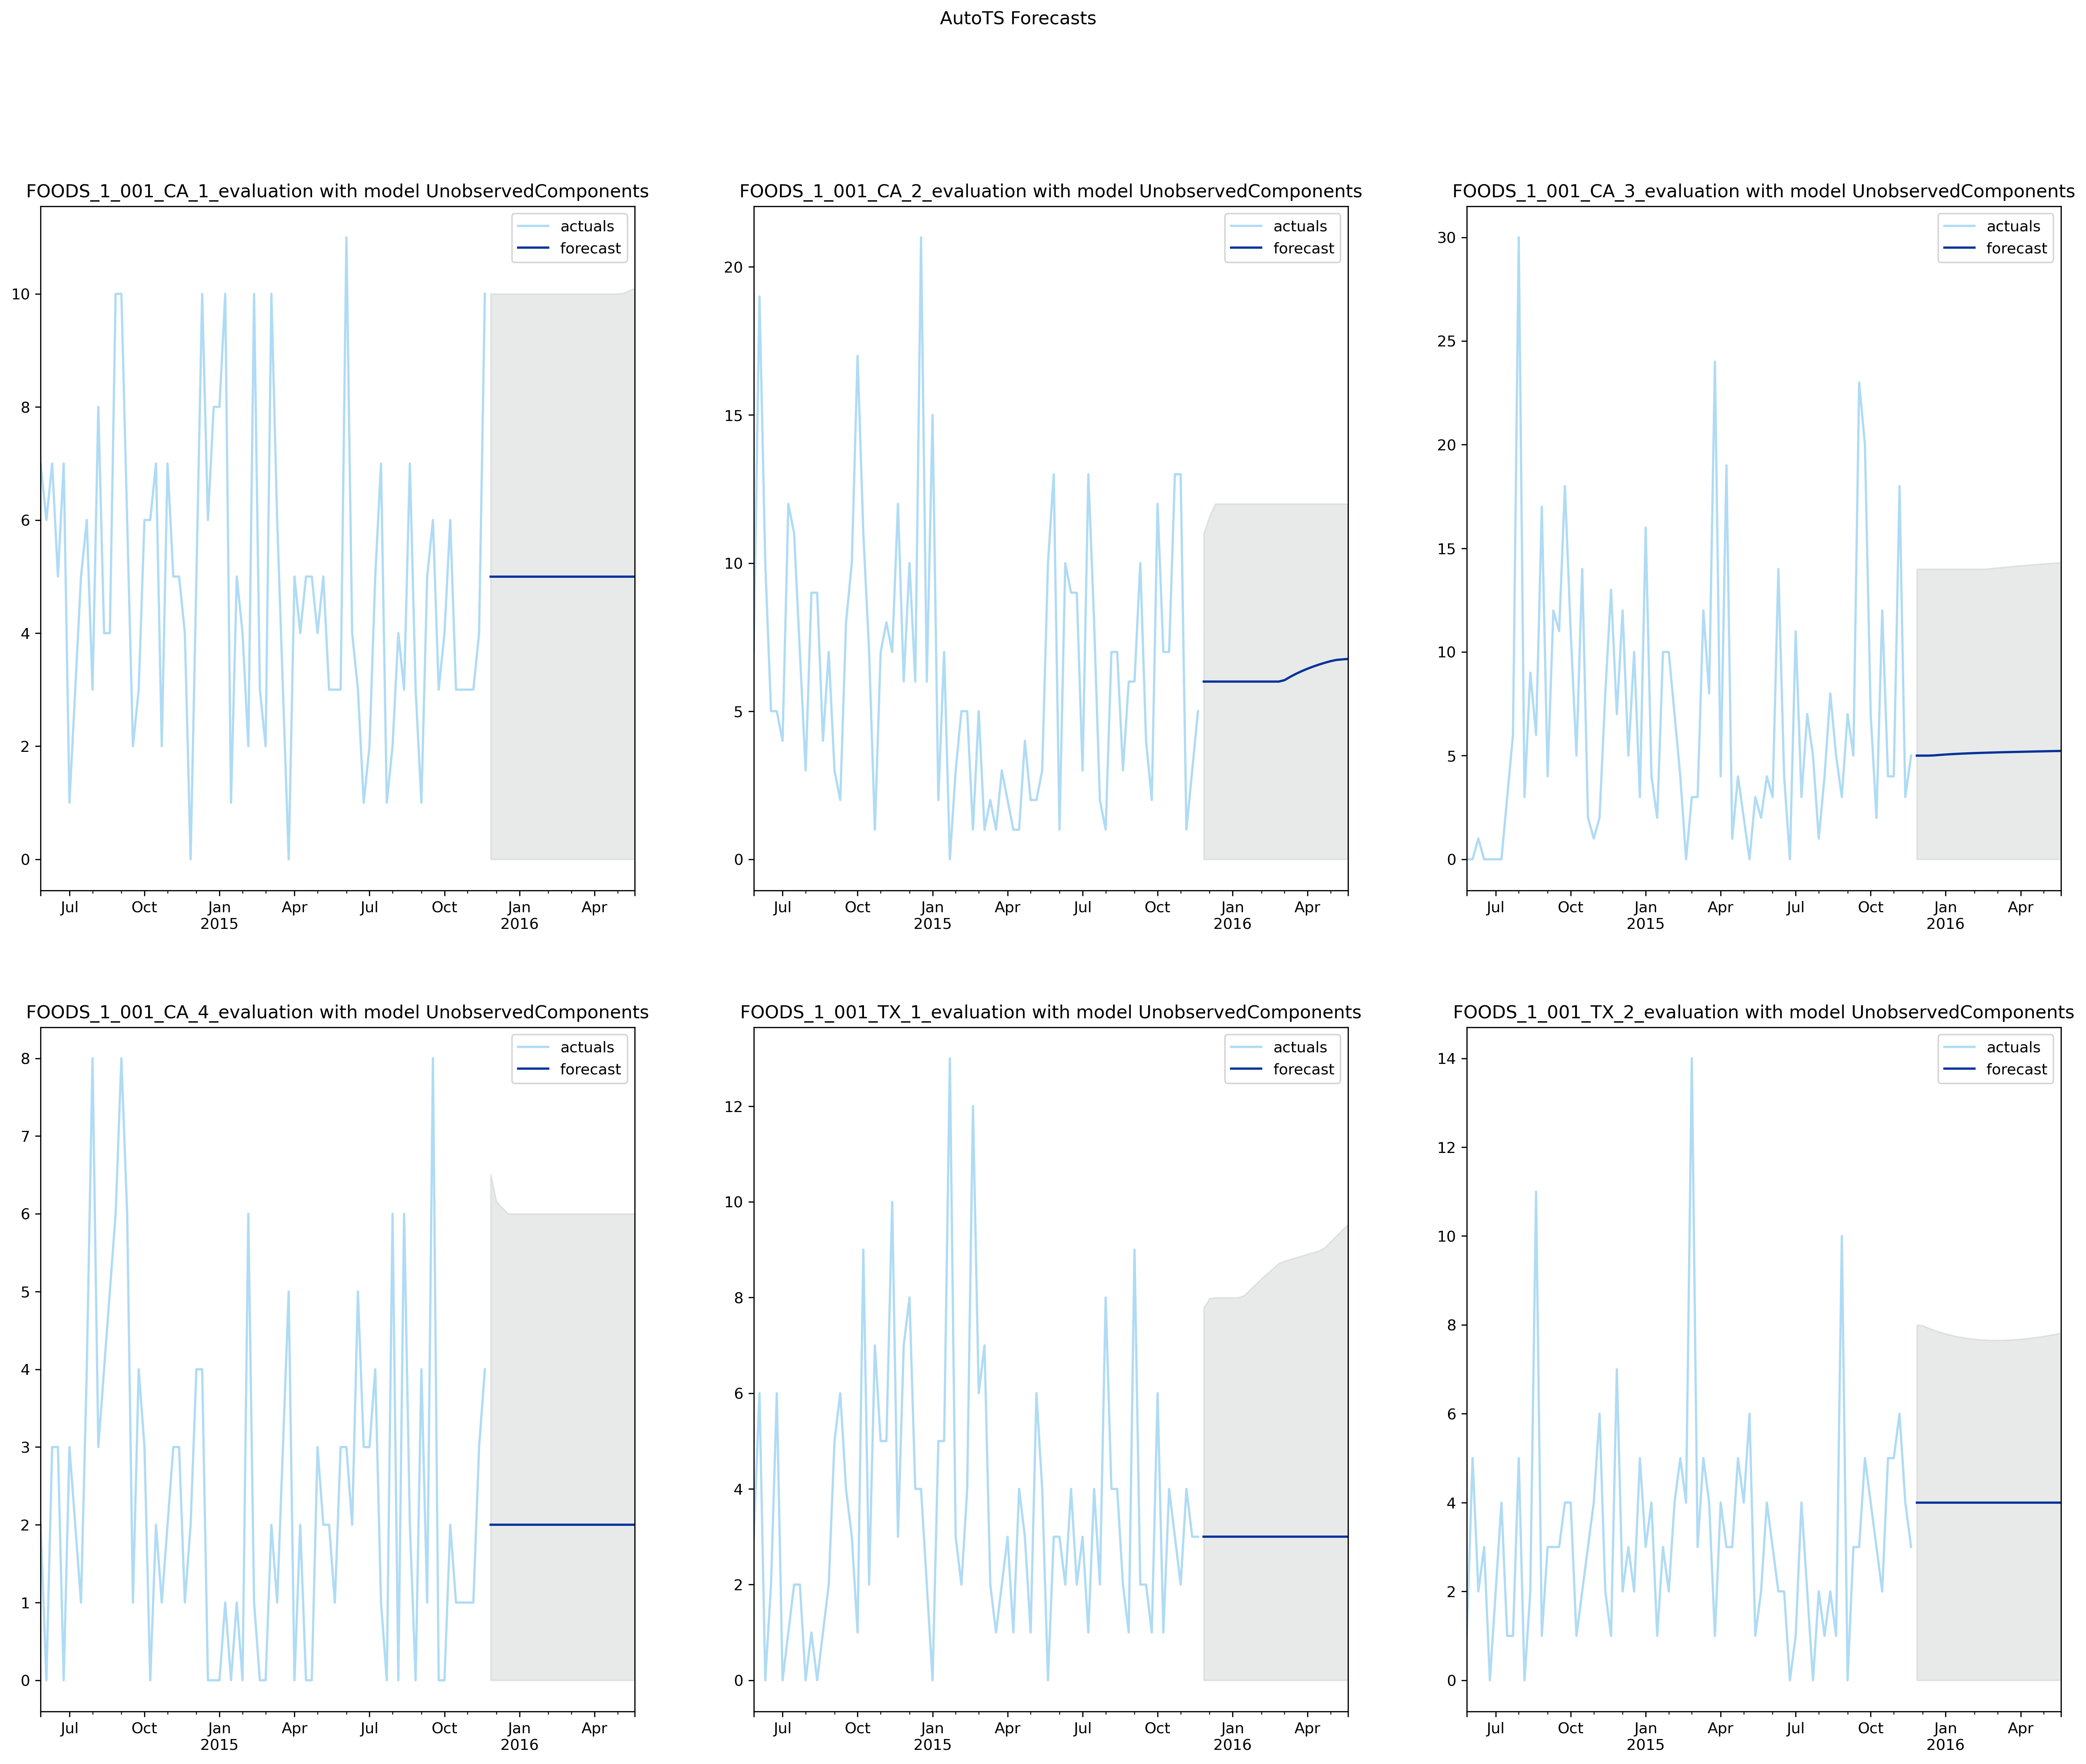 AutoTS Forecasts
FOODS_1_001_CA_1_evaluation with model UnobservedComponents
actuals
forecast
10
8
6
4
2
0
Jul Oct Jan Apr Jul Oct Jan Apr
2015 2016
FOODS_1_001_CA_2_evaluation with model UnobservedComponents
actuals
forecast
20
15
10
5
0
Jul Oct Jan Apr Jul Oct Jan Apr
2015 2016
FOODS_1_001_CA_3_evaluation with model UnobservedComponents
actuals
forecast
30
25
20
15
10
5
0
Jul Oct Jan Apr Jul Oct Jan Apr
2015 2016
FOODS_1_001_CA_4_evaluation with model UnobservedComponents
actuals
forecast
8
7
6
5
4
3
2
1
0
Jul Oct Jan Apr Jul Oct Jan Apr
2015 2016
FOODS_1_001_TX_1_evaluation with model UnobservedComponents
actuals
forecast
12
10
8
6
4
2
0
Jul Oct Jan Apr Jul Oct Jan Apr
2015 2016
FOODS_1_001_TX_2_evaluation with model UnobservedComponents
actuals
forecast
14
12
10
8
6
4
2
0
Jul Oct Jan Apr Jul Oct Jan Apr
2015 2016